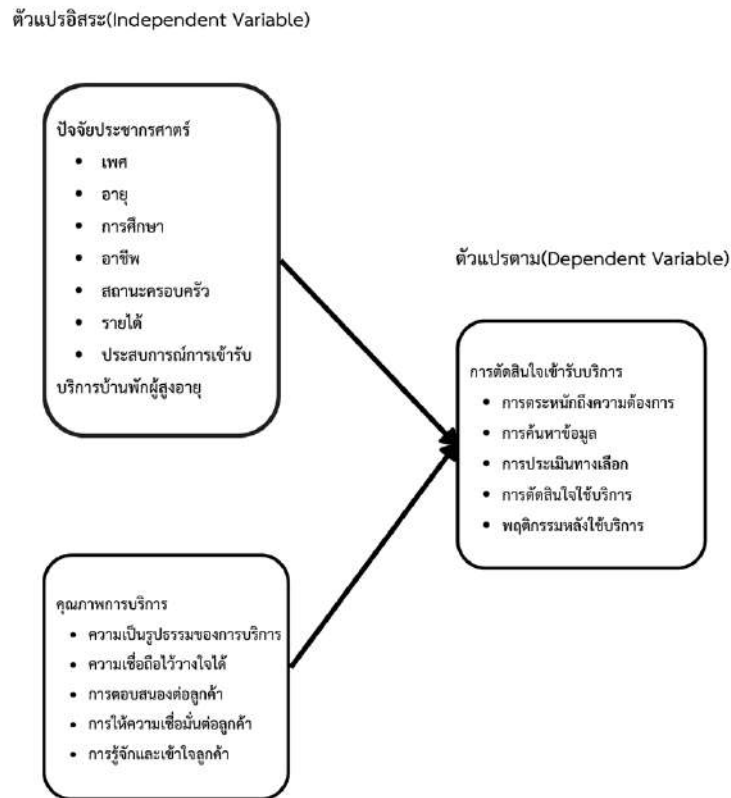 ตัวแปรอิสระ(Independent Variable)
ปัจจัยประชากรศาตร์
• เพศ
• อายุ
• การศึกษา
• อาชีพ
• สถานะครอบครัว
• รายได้
• ประสบการณ์การเข้ารับ
บริการบ้านพักผู้สูงอายุ
ตัวแปรตาม(Dependent Variable)
การตัดสินใจเข้ารับบริการ
• การตระหนักถึงความต้องการ
• การค้นหาข้อมูล
• การประเมินทางเลือก
• การตัดสินใจใช้บริการ
• พฤติกรรมหลังใช้บริการ
คุณภาพการบริการ
• ความเป็นรูปธรรมของการบริการ
• ความเชื่อถือไว้วางใจได้
• การตอบสนองต่อลูกค้า
• การให้ความเชื่อมั่นต่อลูกค้า
• การรู้จักและเข้าใจลูกค้า